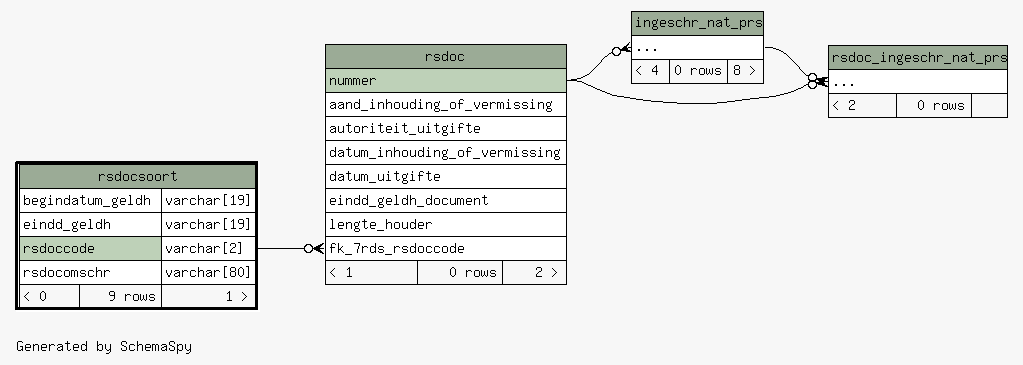 ingeschr_nat_prs
...
< 4 0 rows 8 >
rsdoc_ingeschr_nat_prs
...
< 2 0 rows
rsdoc
nummer
aand_inhouding_of_vermissing
autoriteit_uitgifte
datum_inhouding_of_vermissing
datum_uitgifte
eindd_geldh_document
lengte_houder
fk_7rds_rsdoccode
< 1 0 rows 2 >
rsdocsoort
begindatum_geldh varchar[19]
eindd_geldh varchar[19]
rsdoccode varchar[2]
rsdocomschr varchar[80]
< 0 9 rows 1 >
Generated by SchemaSpy